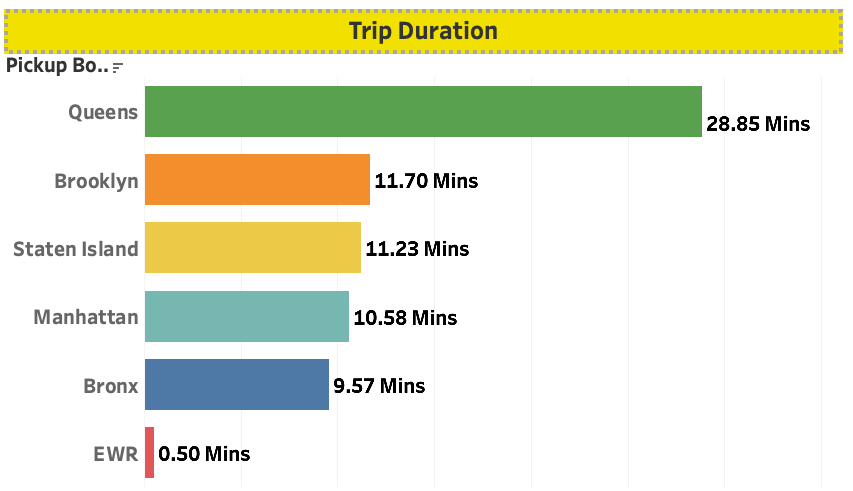 Trip Duration
Pickup Bo..
Queens 28.85 Mins
Brooklyn 11.70 Mins
Staten Island 11.23 Mins
Manhattan 10.58 Mins
Bronx 9.57 Mins
EWR 0.50 Mins